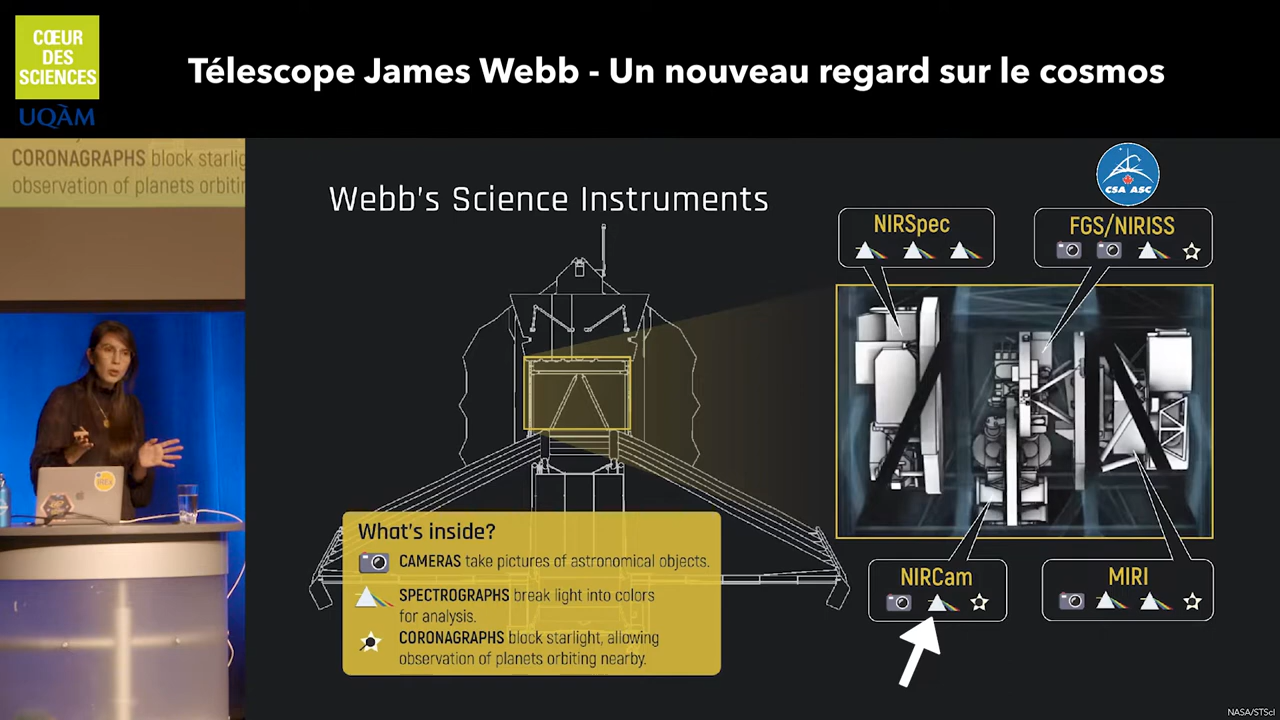 CŒUR
DES
SCIENCES
UQÀM
Télescope James Webb - Un nouveau regard sur le cosmos
CORONAGRAPHS block starlig
observation of planets orbiti
Webb's Science Instruments
CSA ASC
NIRSpec
FGS/NIRISS
What's inside?
CAMERAS take pictures of astronomical objects.
SPECTROGRAPHS break light into colors
for analysis.
CORONAGRAPHS block starlight, allowing
observation of planets orbiting nearby.
NIRCam
MIRI
NASA/STScI